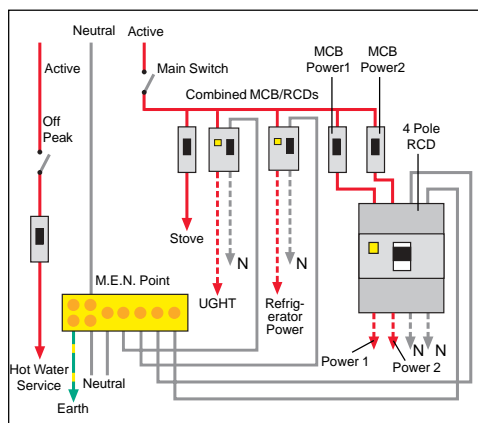 Neutral
Active
Active
Main Switch
MCB
Power1
MCB
Power2
Combined MCB/RCDs
Off
Peak
4 Pole
RCD
Stove
N
N
M.E.N. Point
UGHT
Refrig-
erator
Power
Hot Water
Service
Neutral
Earth
Power 1
Power 2
N
N